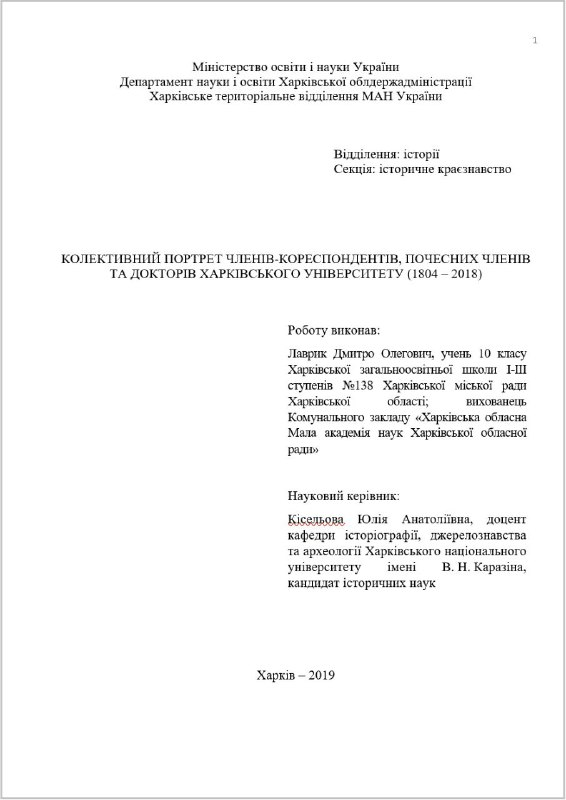 1
Міністерство освіти і науки України
Департамент науки і освіти Харківської облдержадміністрації
Харківське територіальне відділення МАН України
Відділення: історії
Секція: історичне краєзнавство
КОЛЕКТИВНИЙ ПОРТРЕТ ЧЛЕНІВ-КОРЕСПОНДЕНТІВ, ПОЧЕСНИХ ЧЛЕНІВ
ТА ДОКТОРІВ ХАРКІВСЬКОГО УНІВЕРСИТЕТУ (1804 – 2018)
Роботу виконав:
Лаврик Дмитро Олегович, учень 10 класу
Харківської загальноосвітньої школи І-ІІІ
ступенів №138 Харківської міської ради
Харківської області; вихованець
Комунального закладу «Харківська обласна
Мала академія наук Харківської обласної
ради»
Науковий керівник:
Кісельова Юлія Анатоліївна, доцент
кафедри історіографії, джерелознавства
та археології Харківського національного
університету імені В. Н. Каразіна,
кандидат історичних наук
Харків – 2019